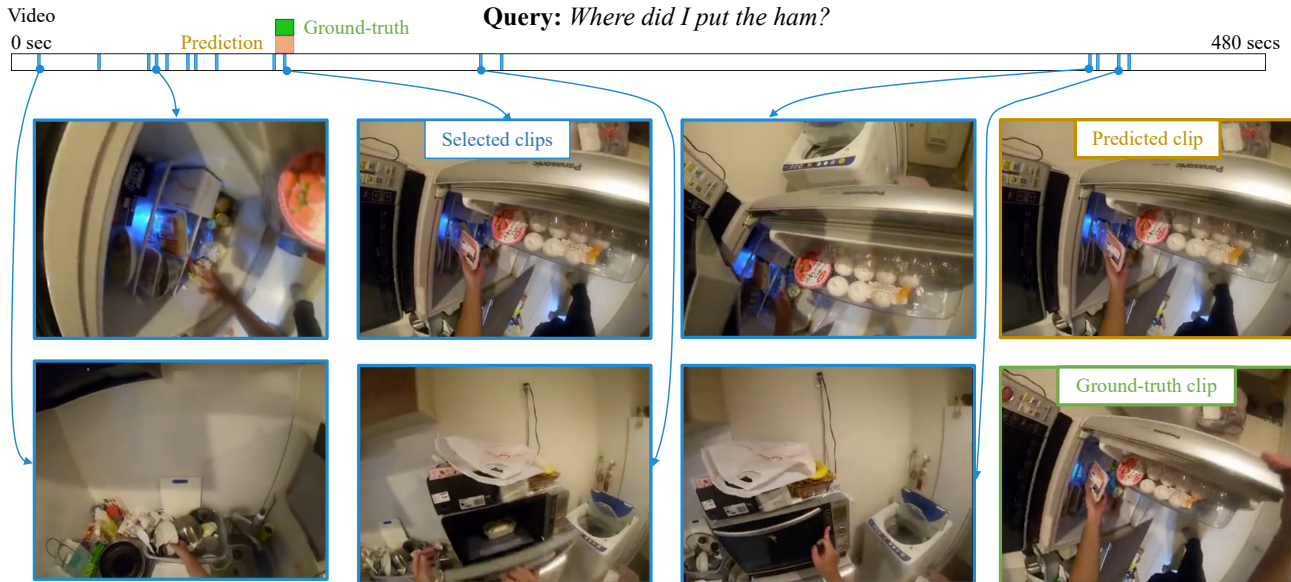 Video
Query: Where did I put the ham?
Ground-truth
Prediction
0 sec
480 secs
Selected clips
Predicted clip
Panasonic
Panasonic
Panasonic
Ground-truth clip